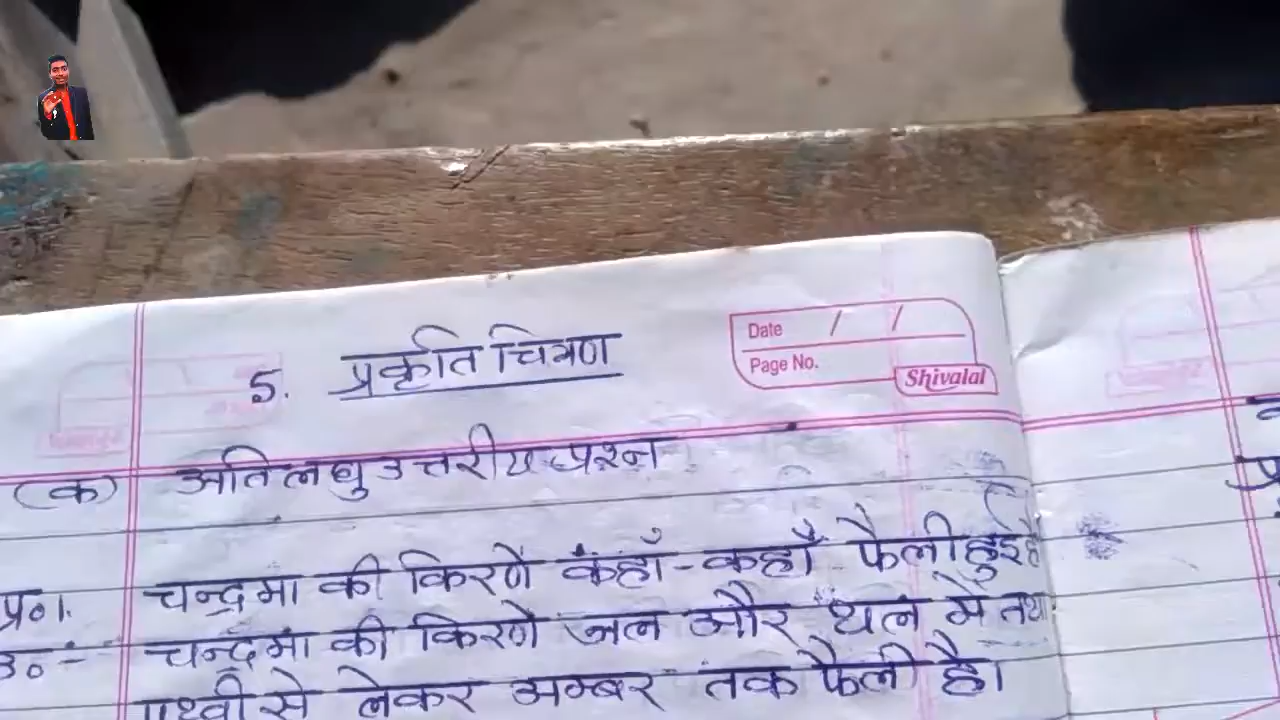 Date / /
Page No.
Shivalal
5. प्रकृति चित्रण
(क) अति लघु उत्तरीय प्रश्न
प्र०1. चन्द्रमा की किरणें कहाँ-कहाँ फैली हुई है
उ०:- चन्द्रमा की किरणें जल और थल में तथा
पृथ्वी से लेकर अम्बर तक फैली है।